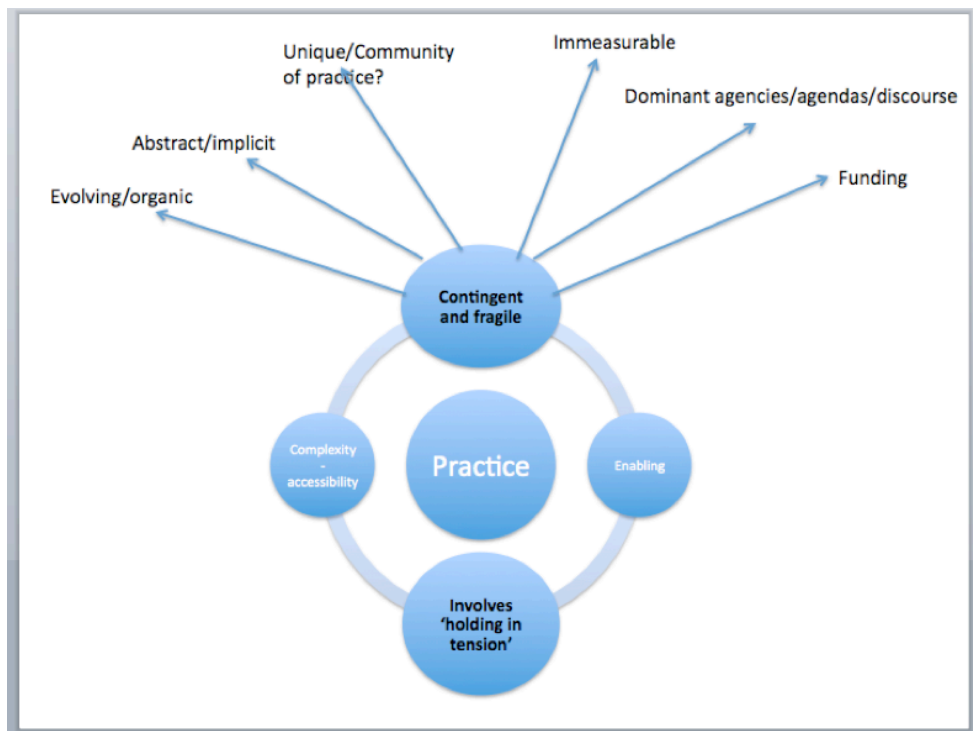 Unique/Community
of practice?
Immeasurable
Dominant agencies/agendas/discourse
Abstract/implicit
Funding
Evolving/organic
Contingent
and fragile
Complexity
-
accessibility
Practice
Enabling
Involves
‘holding in
tension’